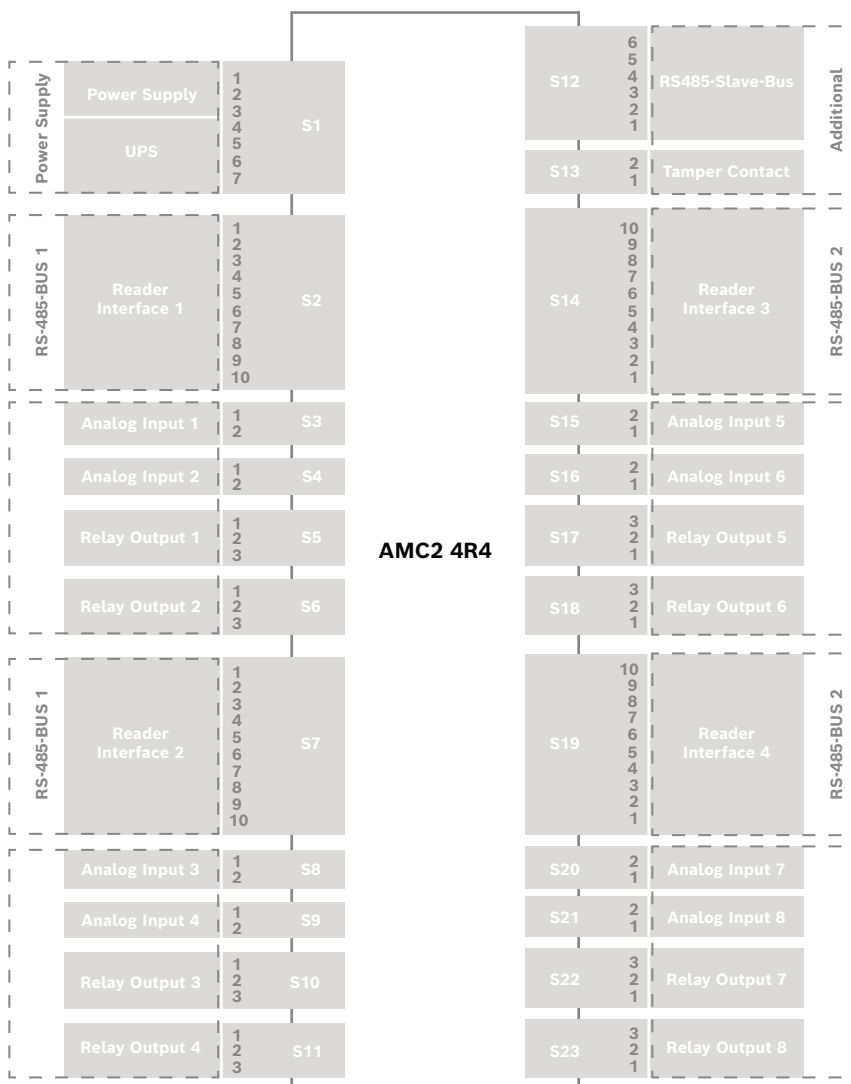 Power Supply
Power Supply
UPS
1
2
3
4
5
6
7
S1
RS-485-BUS 1
Reader
Interface 1
1
2
3
4
5
6
7
8
9
10
S2
Analog Input 1
1
2
S3
Analog Input 2
1
2
S4
Relay Output 1
1
2
3
S5
Relay Output 2
1
2
3
S6
RS-485-BUS 1
Reader
Interface 2
1
2
3
4
5
6
7
8
9
10
S7
Analog Input 3
1
2
S8
Analog Input 4
1
2
S9
Relay Output 3
1
2
3
S10
Relay Output 4
1
2
3
S11
AMC2 4R4
S12
6
5
4
3
2
1
RS485-Slave-Bus
Additional
S13
2
1
Tamper Contact
S14
10
9
8
7
6
5
4
3
2
1
Reader
Interface 3
RS-485-BUS 2
S15
2
1
Analog Input 5
S16
2
1
Analog Input 6
S17
3
2
1
Relay Output 5
S18
3
2
1
Relay Output 6
S19
10
9
8
7
6
5
4
3
2
1
Reader
Interface 4
RS-485-BUS 2
S20
2
1
Analog Input 7
S21
2
1
Analog Input 8
S22
3
2
1
Relay Output 7
S23
3
2
1
Relay Output 8